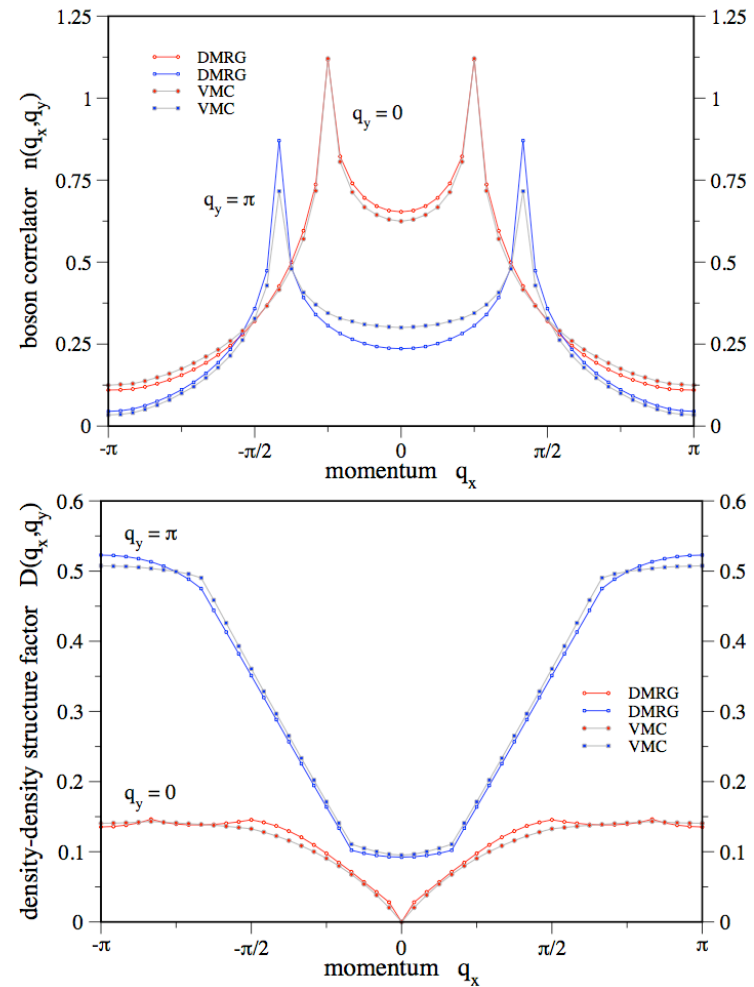 boson correlator n(q_x,q_y)
1.25
1
0.75
0.5
0.25
0
1.25
1
0.75
0.5
0.25
0
DMRG
DMRG
VMC
VMC
q_y = 0
q_y = π
-π
-π/2
0
π/2
π
momentum q_x
density-density structure factor D(q_x,q_y)
0.6
0.5
0.4
0.3
0.2
0.1
0
0.6
0.5
0.4
0.3
0.2
0.1
0
q_y = π
DMRG
DMRG
VMC
VMC
q_y = 0
-π
-π/2
0
π/2
π
momentum q_x